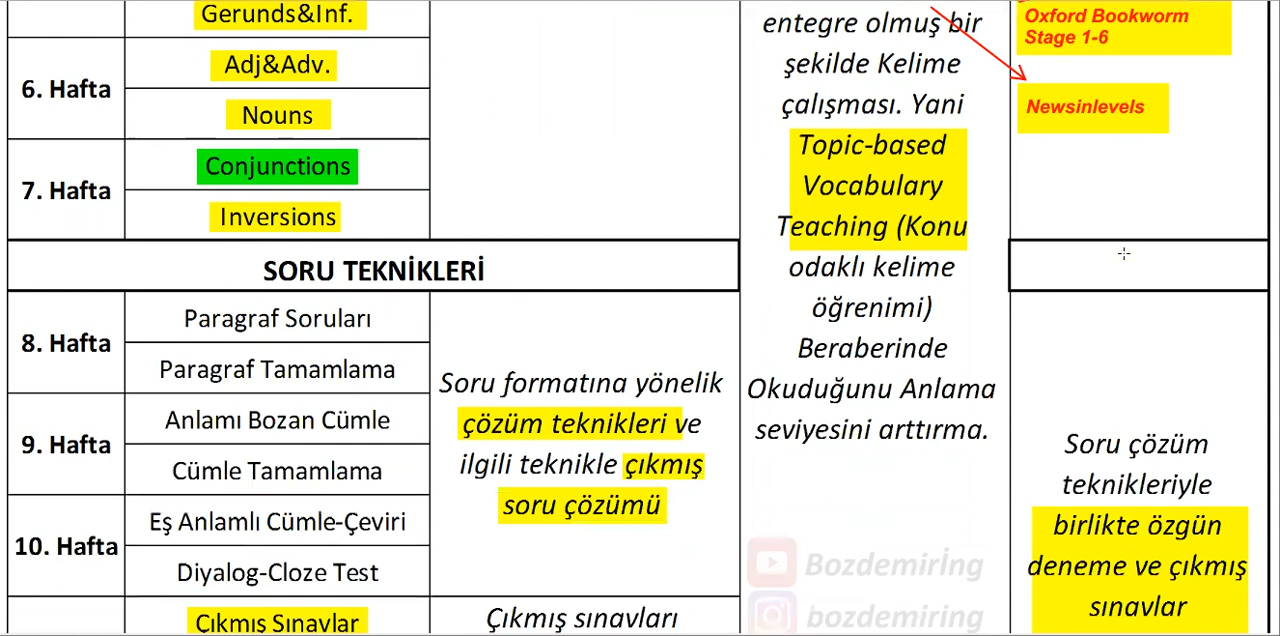 Gerunds&Inf.
6. Hafta
Adj&Adv.
Nouns
7. Hafta
Conjunctions
Inversions
SORU TEKNİKLERİ
8. Hafta
Paragraf Soruları
Paragraf Tamamlama
9. Hafta
Anlamı Bozan Cümle
Cümle Tamamlama
10. Hafta
Eş Anlamlı Cümle-Çeviri
Diyalog-Cloze Test
Çıkmış Sınavlar
Soru formatına yönelik
çözüm teknikleri ve
ilgili teknikle çıkmış
soru çözümü
Çıkmış sınavları
entegre olmuş bir
şekilde Kelime
çalışması. Yani
Topic-based
Vocabulary
Teaching (Konu
odaklı kelime
öğrenimi)
Beraberinde
Okuduğunu Anlama
seviyesini arttırma.
Bozdemirİng
bozdemiring
Oxford Bookworm
Stage 1-6
Newsinlevels
Soru çözüm
teknikleriyle
birlikte özgün
deneme ve çıkmış
sınavlar